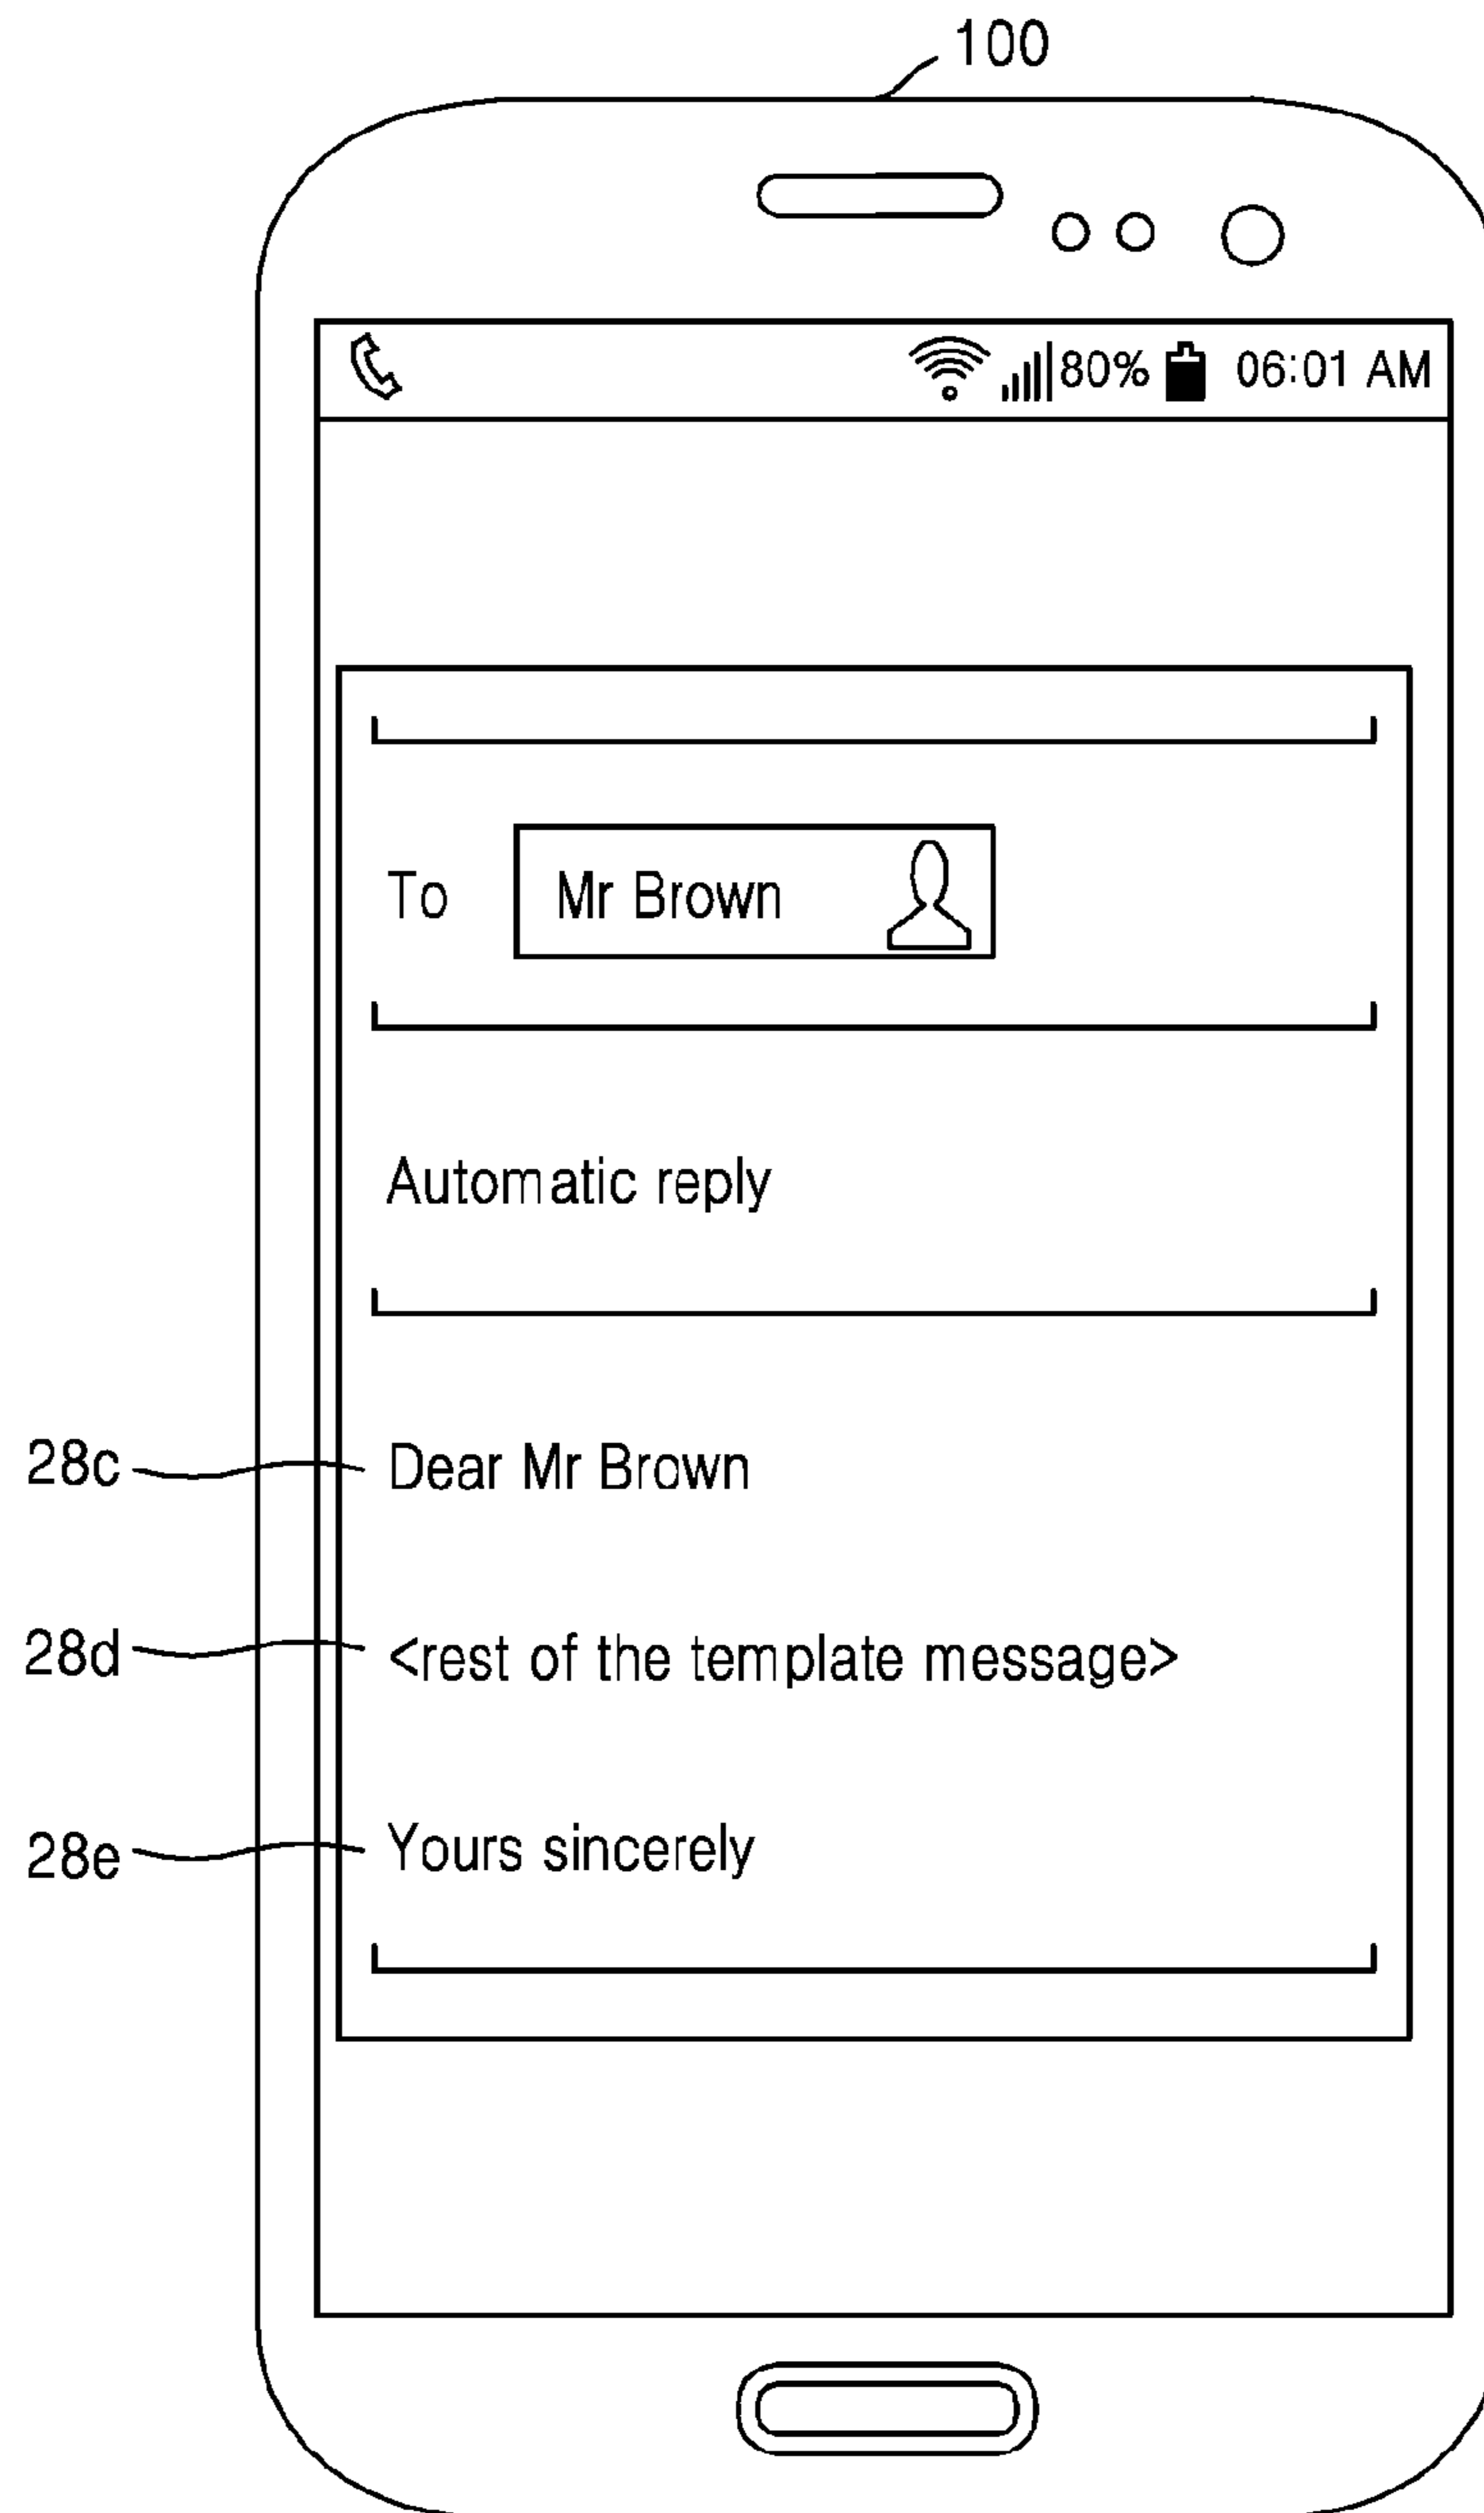 100
80% 06:01 AM
To Mr Brown
Automatic reply
28c Dear Mr Brown
28d <rest of the template message>
28e Yours sincerely